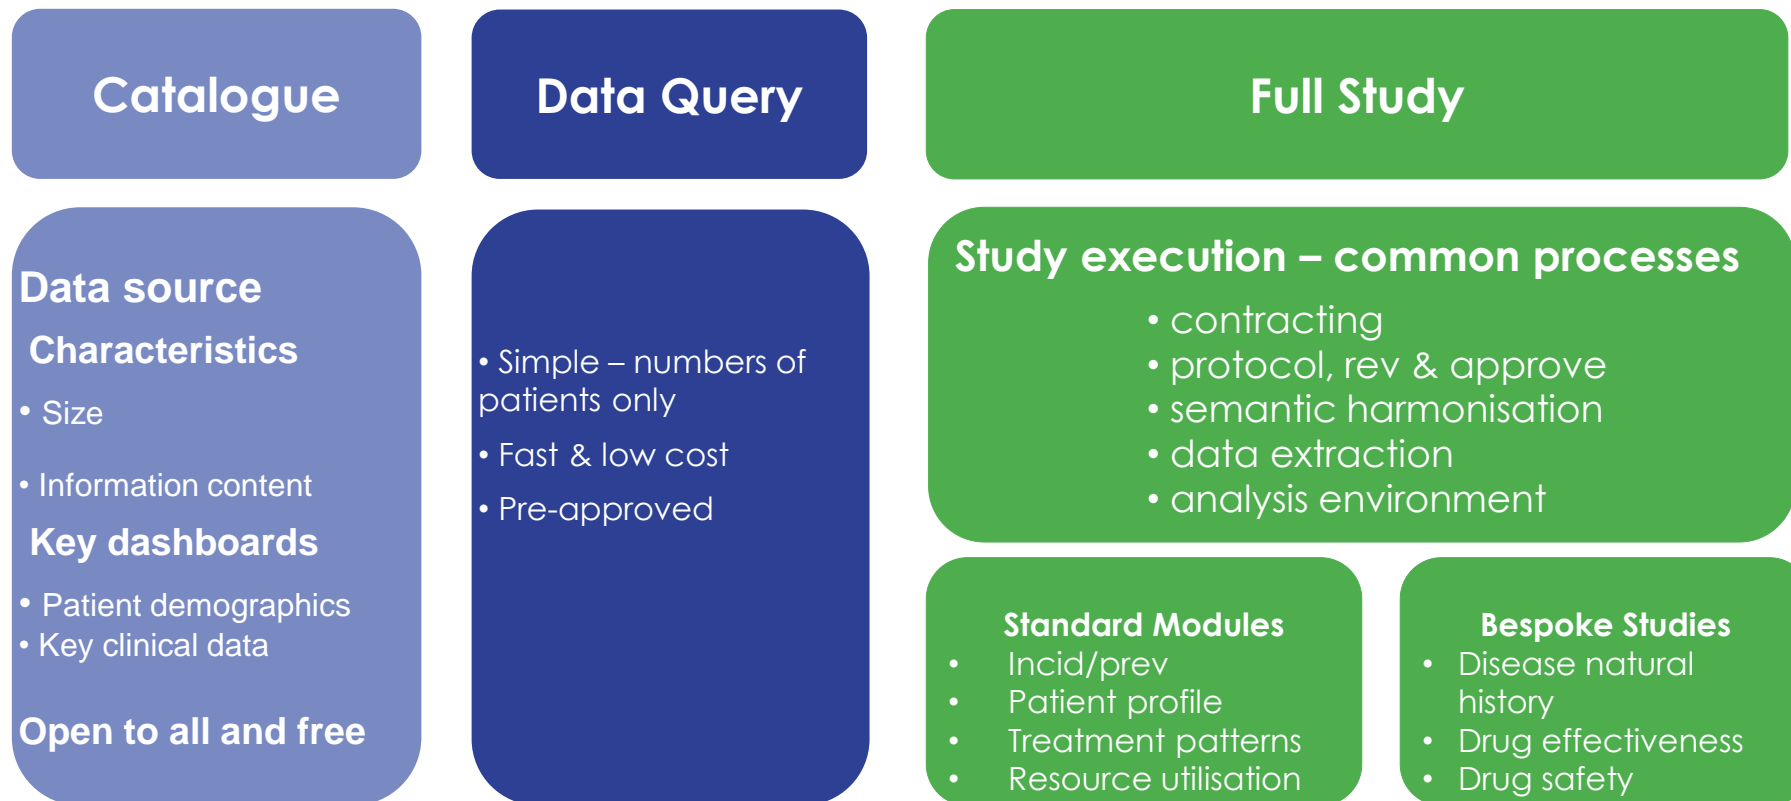 Catalogue
Data Query
Full Study
Data source
Characteristics
• Size
• Information content
Key dashboards
• Patient demographics
• Key clinical data
Open to all and free
• Simple – numbers of
patients only
• Fast & low cost
• Pre-approved
Study execution – common processes
• contracting
• protocol, rev & approve
• semantic harmonisation
• data extraction
• analysis environment
Standard Modules
• Incid/prev
• Patient profile
• Treatment patterns
• Resource utilisation
Bespoke Studies
• Disease natural
history
• Drug effectiveness
• Drug safety